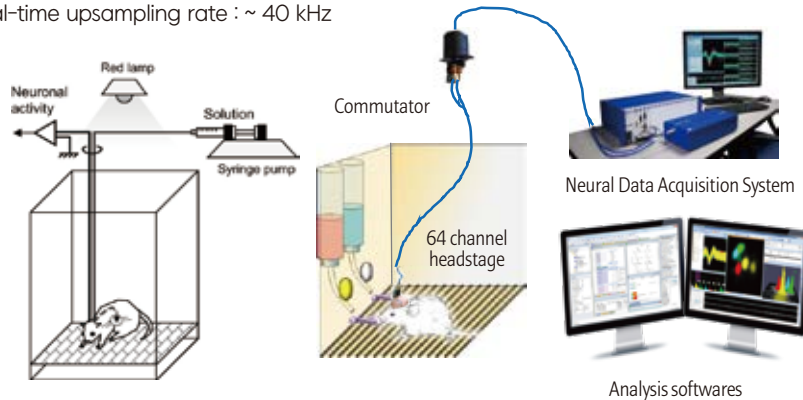 al-time upsampling rate : ~ 40 kHz
Red lamp
Neuronal
activity
Solution
Syringe pump
Commutator
64 channel
headstage
Neural Data Acquisition System
Analysis softwares